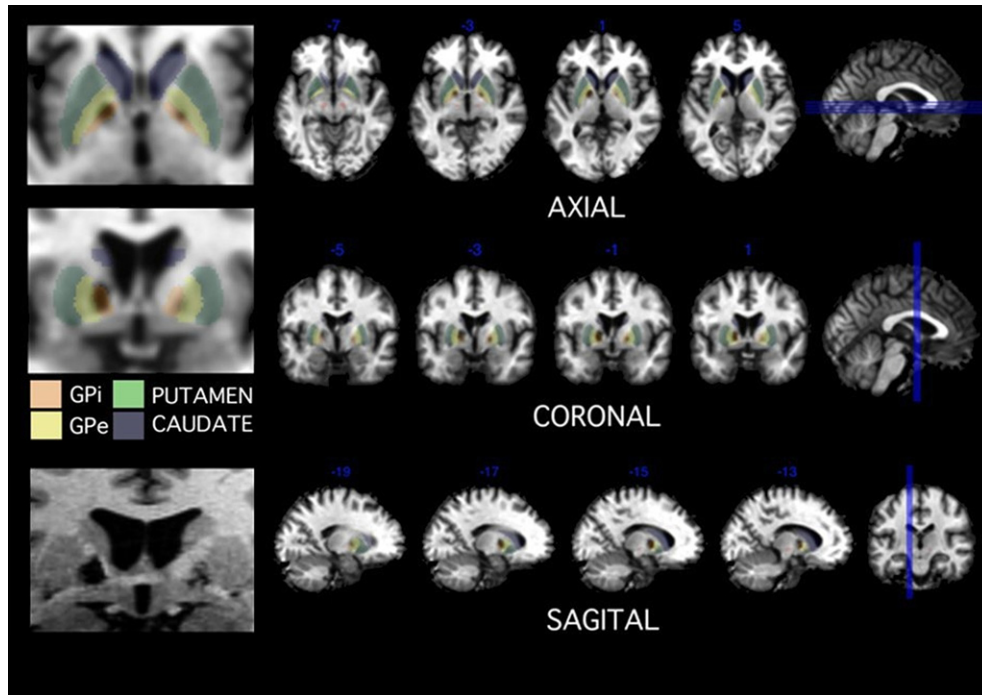 -7 -3 1 5
AXIAL
-5 -3 -1 1
CORONAL
GPi PUTAMEN
GPe CAUDATE
-19 -17 -15 -13
SAGITAL